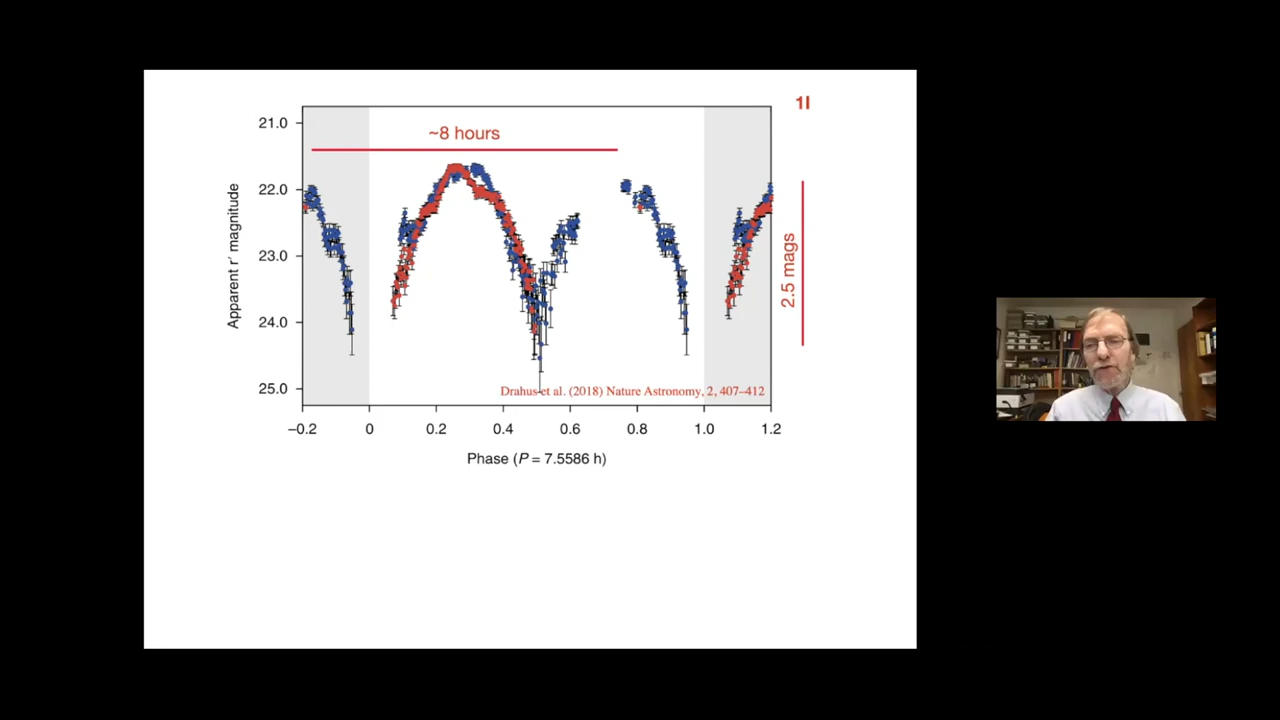 1I
21.0
~8 hours
22.0
23.0
24.0
25.0
Apparent r′ magnitude
2.5 mags
Drahus et al. (2018) Nature Astronomy, 2, 407–412
−0.2 0 0.2 0.4 0.6 0.8 1.0 1.2
Phase (P = 7.5586 h)